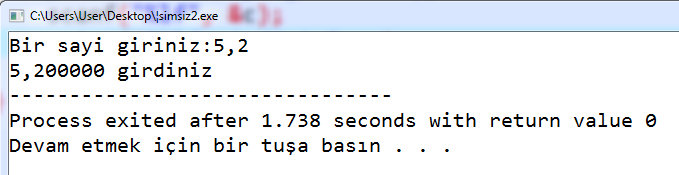 C:\Users\User\Desktop\İsimsiz2.exe
Bir sayi giriniz:5,2
5,200000 girdiniz
--------------------------------
Process exited after 1.738 seconds with return value 0
Devam etmek için bir tuşa basın . . .